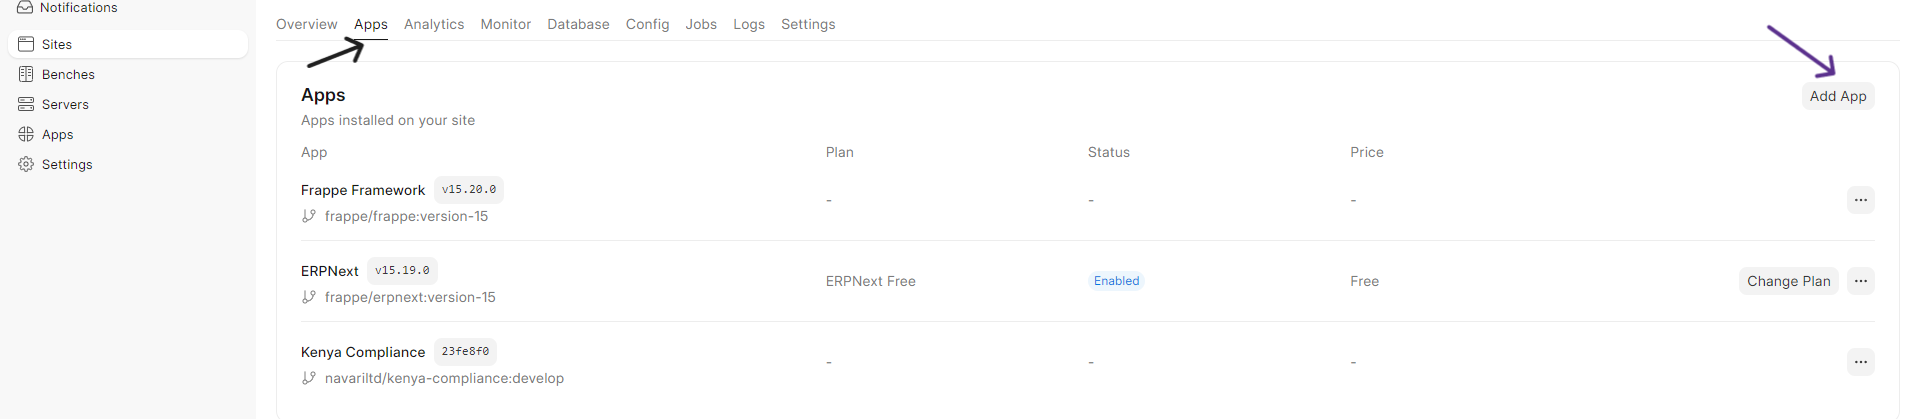 Notifications
Sites
Benches
Servers
Apps
Settings
Overview Apps Analytics Monitor Database Config Jobs Logs Settings
Apps
Add App
Apps installed on your site
App Plan Status Price
Frappe Framework v15.20.0
frappe/frappe:version-15
- - - ...
ERPNext v15.19.0
frappe/erpnext:version-15
ERPNext Free Enabled Free Change Plan ...
Kenya Compliance 23fe8f0
navariltd/kenya-compliance:develop
- - - ...